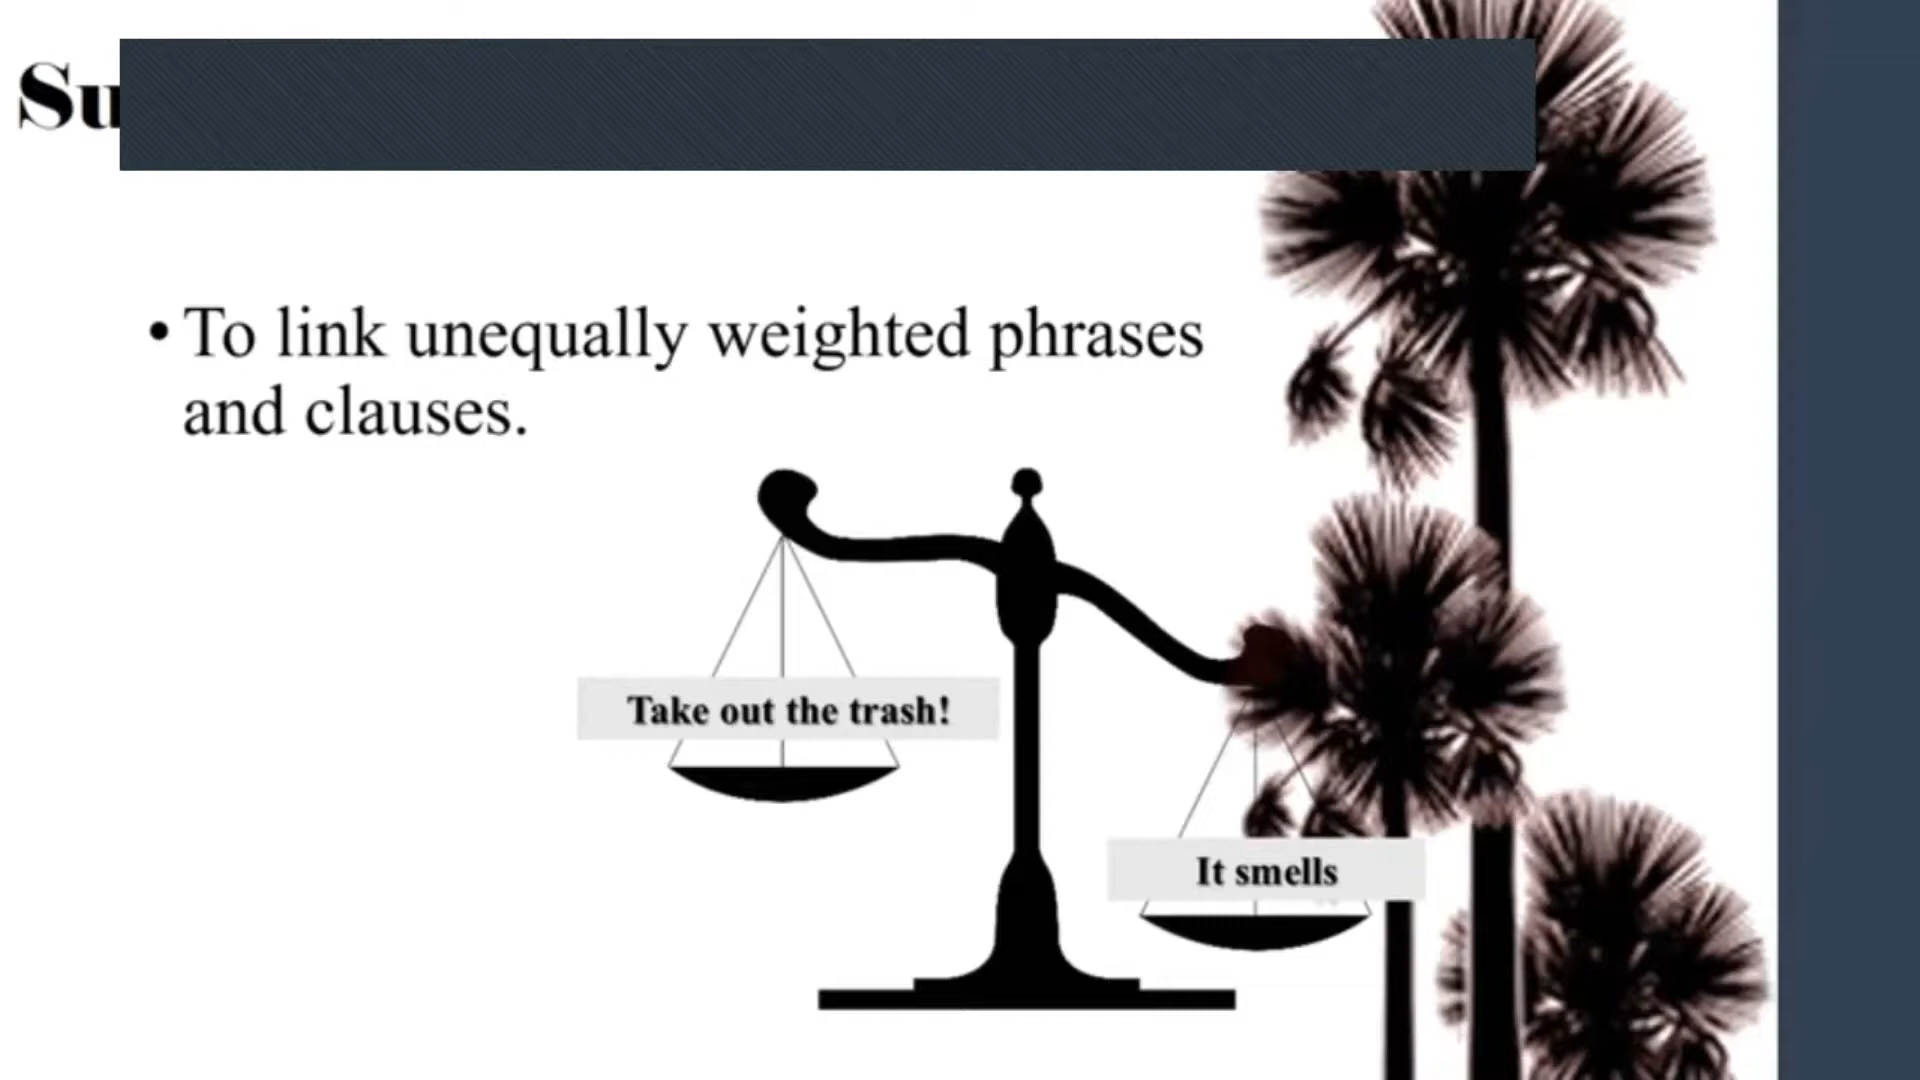 Su
• To link unequally weighted phrases
and clauses.
Take out the trash!
It smells